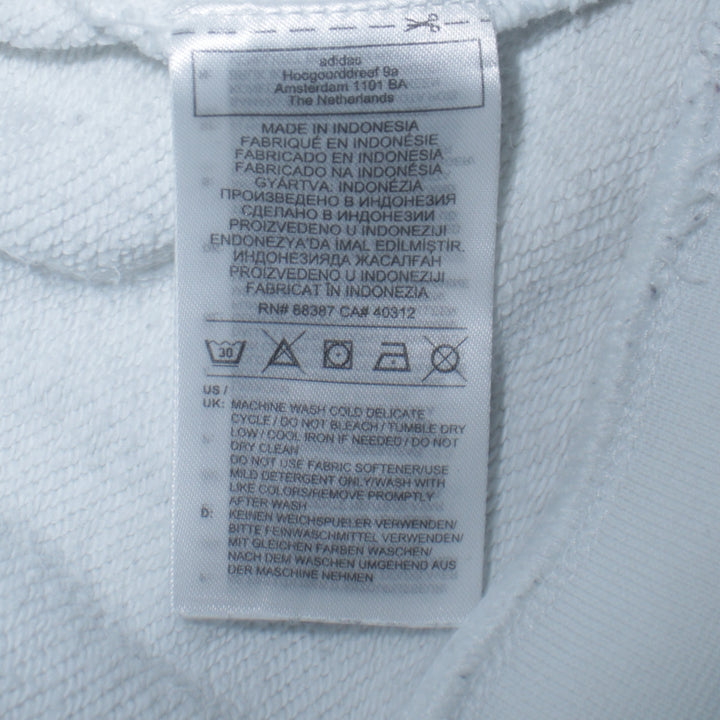 adidas
Hoogoorddreef 9a
Amsterdam 1101 BA
The Netherlands
MADE IN INDONESIA
FABRIQUÉ EN INDONÉSIE
FABRICADO EN INDONESIA
FABRICADO NA INDONÉSIA
GYÁRTVA: INDONÉZIA
ПРОИЗВЕДЕНО В ИНДОНЕЗИЯ
СДЕЛАНО В ИНДОНЕЗИИ
PROIZVEDENO U INDONEZIJI
ENDONEZYA'DA İMAL EDİLMİŞTİR.
ИНДОНЕЗИЯДА ЖАСАЛҒАН
PROIZVEDENO U INDONEZIJI
FABRICAT ÎN INDONEZIA
RN# 88387 CA# 40312
30
US /
UK: MACHINE WASH COLD DELICATE
CYCLE / DO NOT BLEACH / TUMBLE DRY
LOW / COOL IRON IF NEEDED / DO NOT
DRY CLEAN
DO NOT USE FABRIC SOFTENER/USE
MILD DETERGENT ONLY/WASH WITH
LIKE COLORS/REMOVE PROMPTLY
AFTER WASH
D: KEINEN WEICHSPUELER VERWENDEN/
BITTE FEINWASCHMITTEL VERWENDEN/
MIT GLEICHEN FARBEN WASCHEN/
NACH DEM WASCHEN UMGEHEND AUS
DER MASCHINE NEHMEN